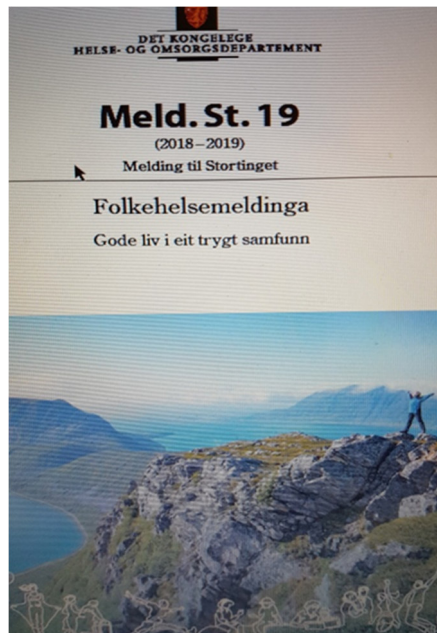 DET KONGELEGE
HELSE- OG OMSORGSDEPARTEMENT
Meld. St. 19
(2018–2019)
Melding til Stortinget
Folkehelsemeldinga
Gode liv i eit trygt samfunn